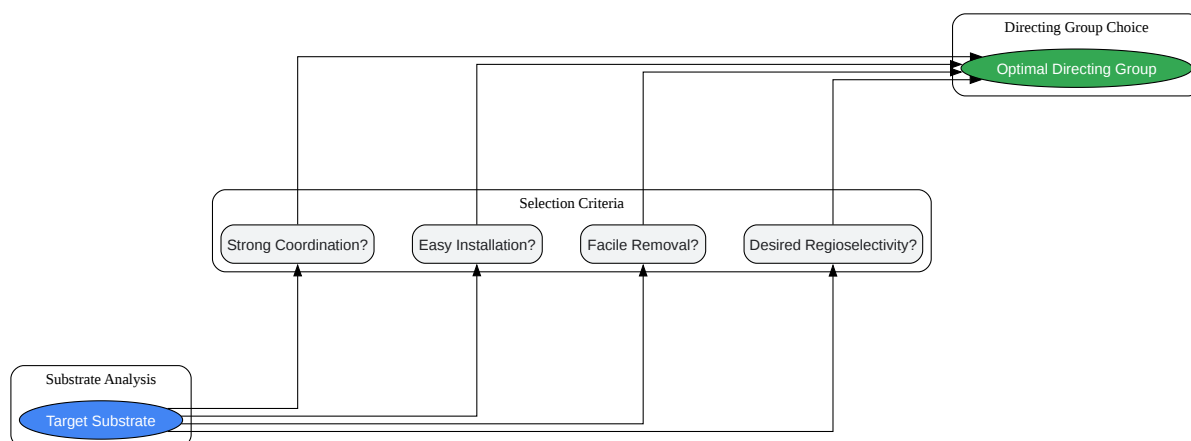 Directing Group Choice
Optimal Directing Group
Selection Criteria
Strong Coordination?
Easy Installation?
Facile Removal?
Desired Regioselectivity?
Substrate Analysis
Target Substrate